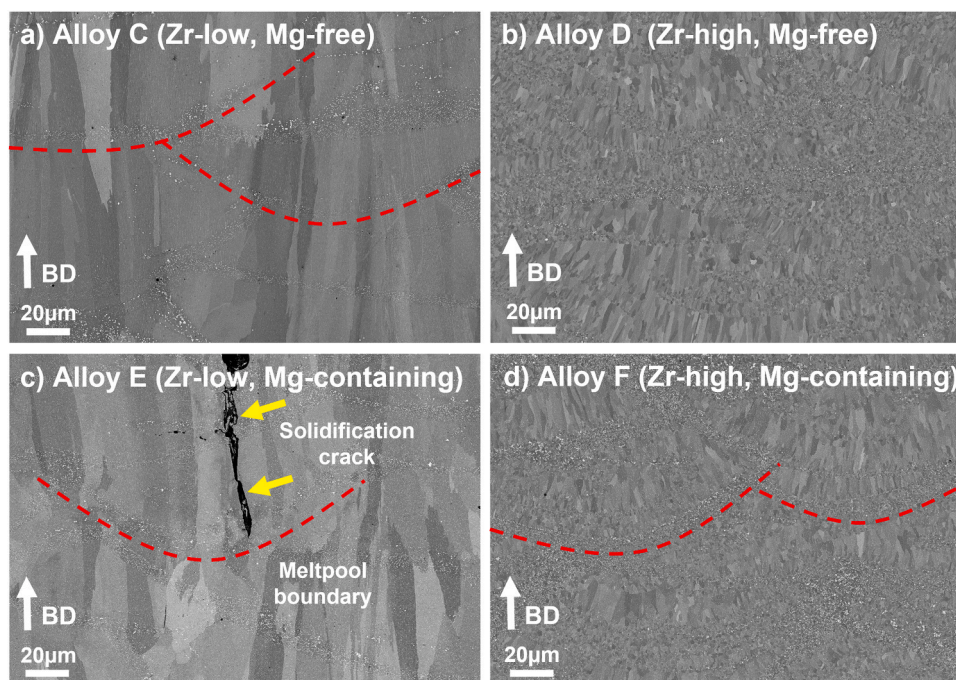 a) Alloy C (Zr-low, Mg-free)
BD
20μm
b) Alloy D (Zr-high, Mg-free)
BD
20μm
c) Alloy E (Zr-low, Mg-containing)
Solidification
crack
Meltpool
boundary
BD
20μm
d) Alloy F (Zr-high, Mg-containing)
BD
20μm